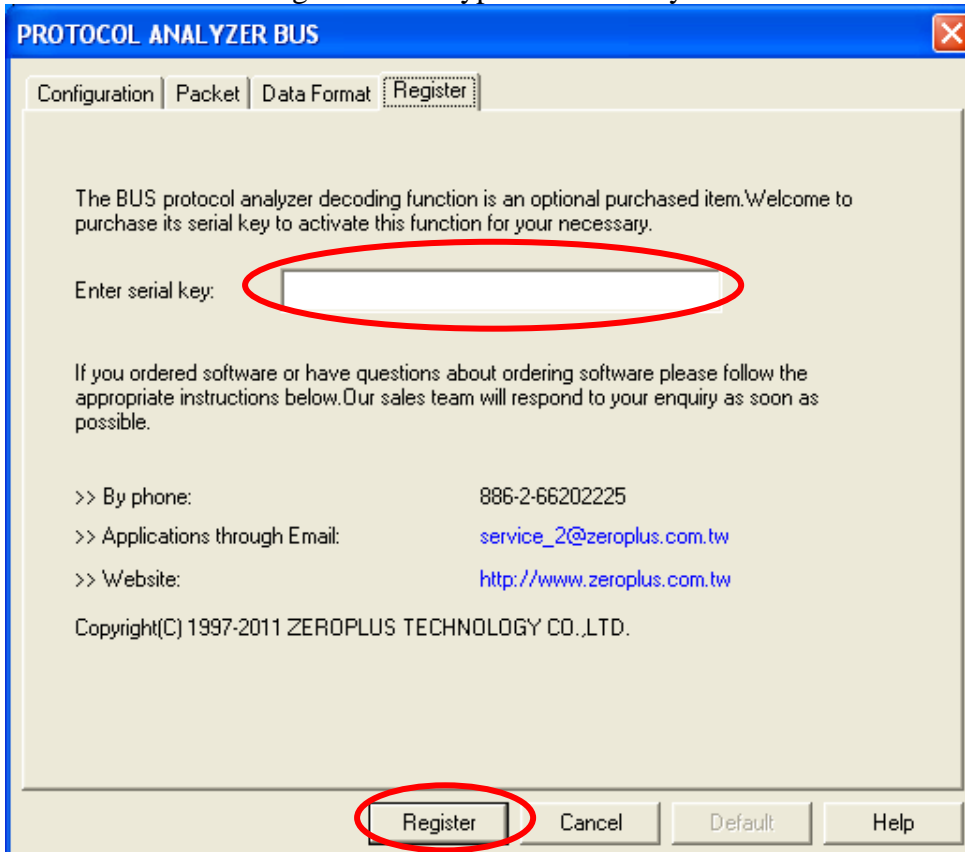 PROTOCOL ANALYZER BUS
Configuration Packet Data Format Register
The BUS protocol analyzer decoding function is an optional purchased item.Welcome to
purchase its serial key to activate this function for your necessary.
Enter serial key:
If you ordered software or have questions about ordering software please follow the
appropriate instructions below.Our sales team will respond to your enquiry as soon as
possible.
>> By phone: 886-2-66202225
>> Applications through Email: service_2@zeroplus.com.tw
>> Website: http://www.zeroplus.com.tw
Copyright(C) 1997-2011 ZEROPLUS TECHNOLOGY CO.,LTD.
Register Cancel Default Help